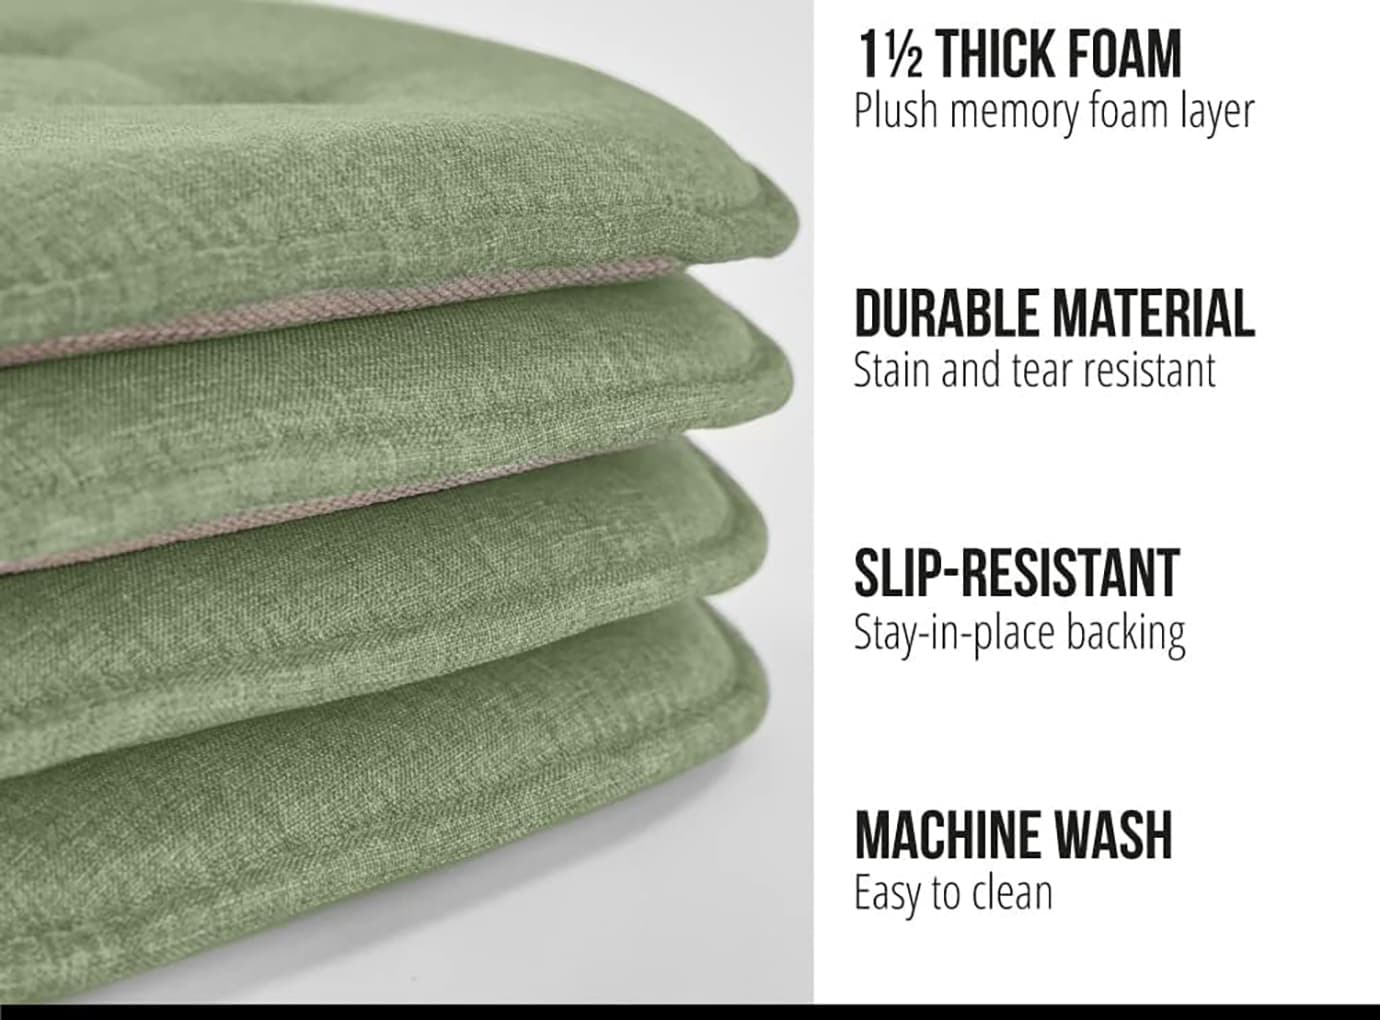 1½ THICK FOAM
Plush memory foam layer
DURABLE MATERIAL
Stain and tear resistant
SLIP-RESISTANT
Stay-in-place backing
MACHINE WASH
Easy to clean